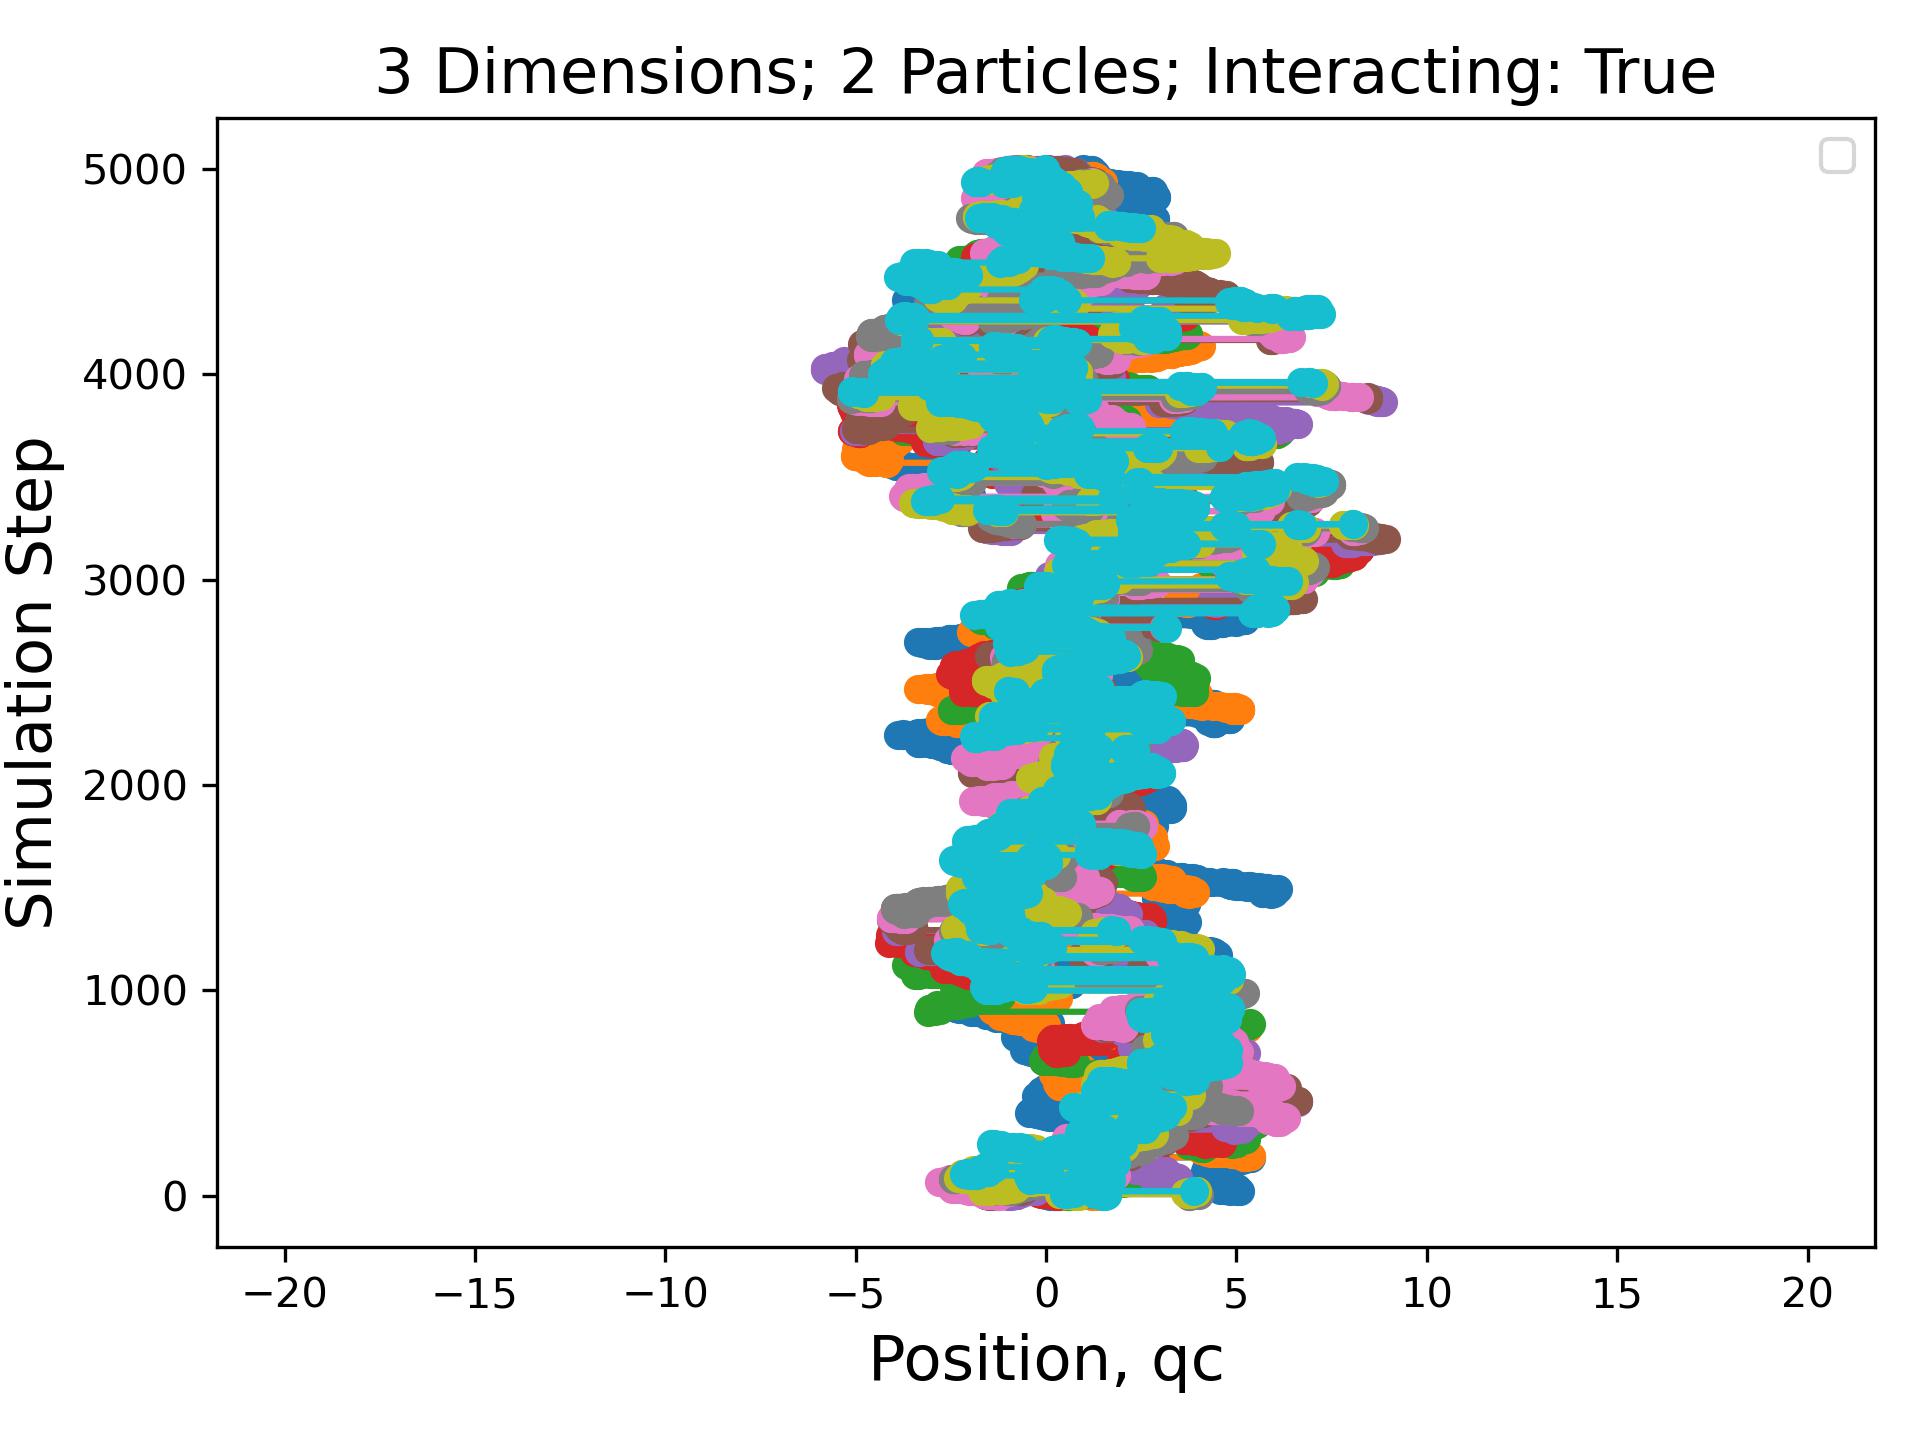 3 Dimensions; 2 Particles; Interacting: True
Simulation Step
5000
4000
3000
2000
1000
0
−20 −15 −10 −5 0 5 10 15 20
Position, qc